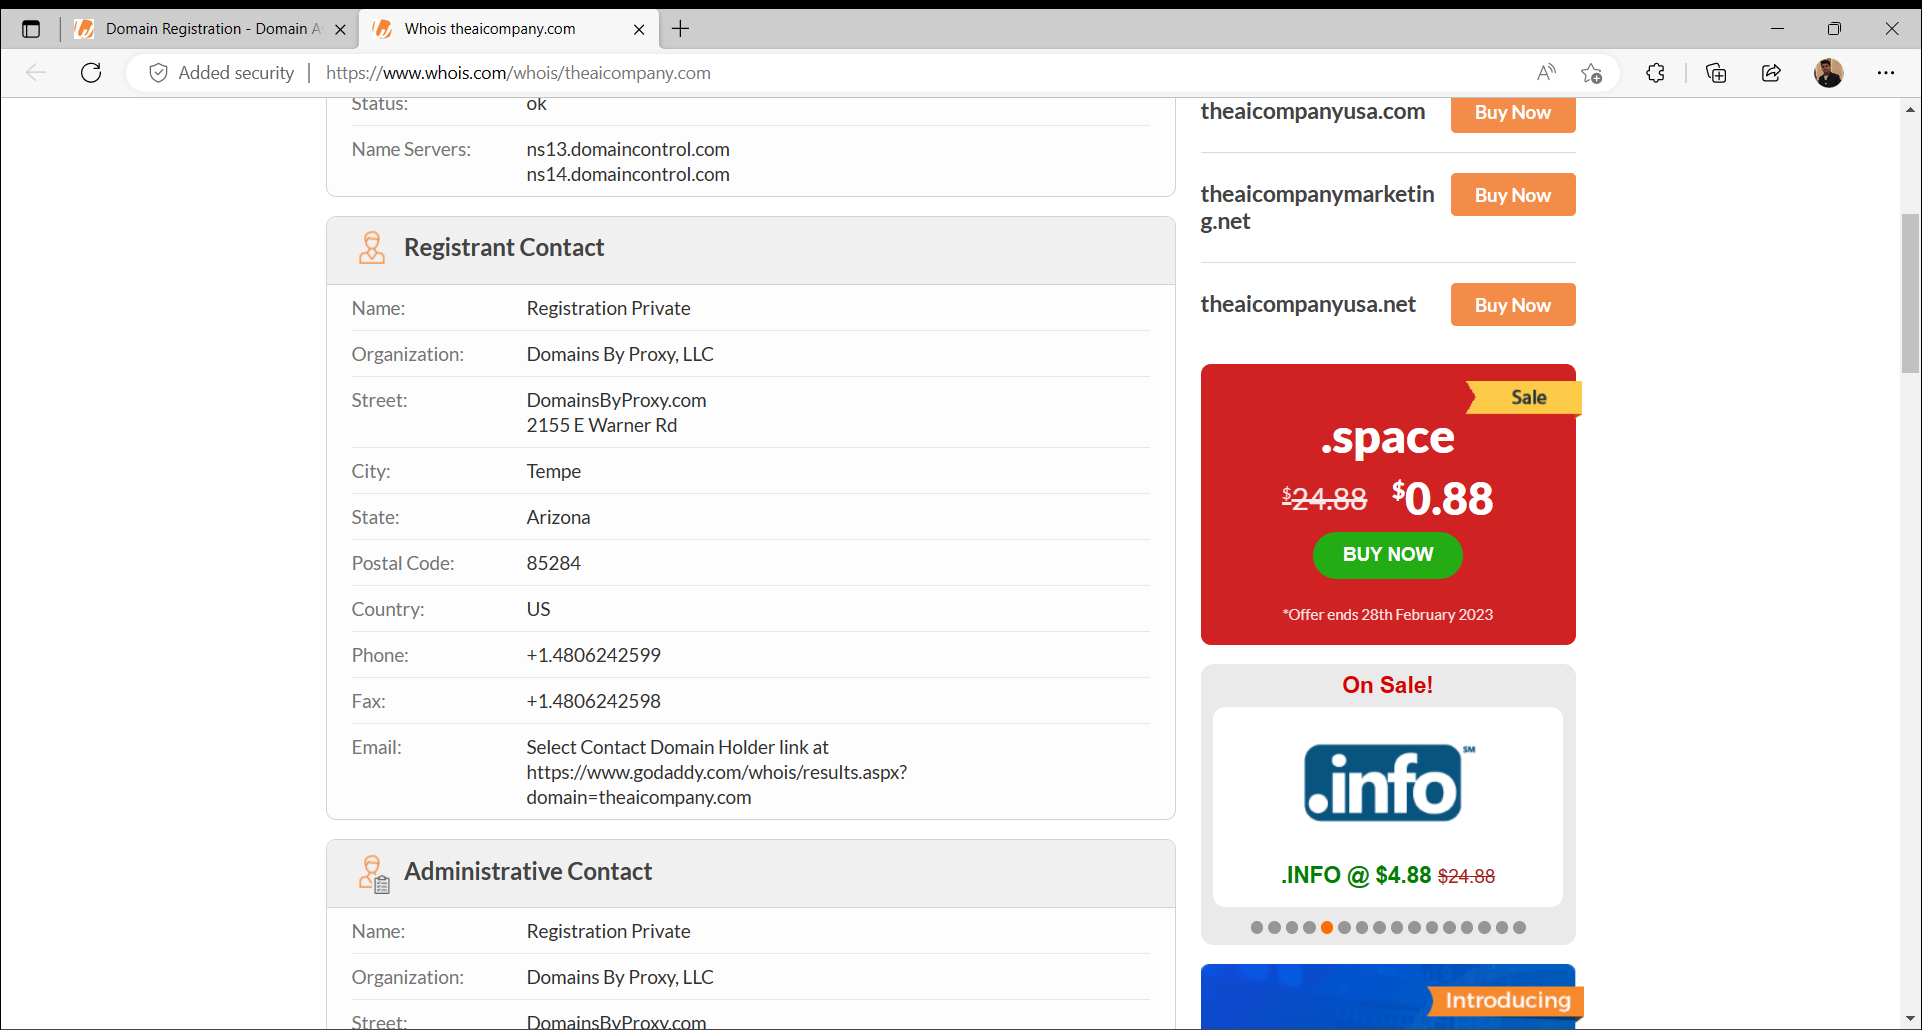 Domain Registration - Domain A
Whois theaicompany.com
Added security
https://www.whois.com/whois/theaicompany.com
Status: ok
Name Servers: ns13.domaincontrol.com
ns14.domaincontrol.com
Registrant Contact
Name: Registration Private
Organization: Domains By Proxy, LLC
Street: DomainsByProxy.com
2155 E Warner Rd
City: Tempe
State: Arizona
Postal Code: 85284
Country: US
Phone: +1.4806242599
Fax: +1.4806242598
Email: Select Contact Domain Holder link at
https://www.godaddy.com/whois/results.aspx?
domain=theaicompany.com
Administrative Contact
Name: Registration Private
Organization: Domains By Proxy, LLC
Street: DomainsByProxy.com
theaicompanyusa.com Buy Now
theaicompanymarketin Buy Now
g.net
theaicompanyusa.net Buy Now
Sale
.space
$24.88 $0.88
BUY NOW
*Offer ends 28th February 2023
On Sale!
.info SM
.INFO @ $4.88 $24.88
Introducing